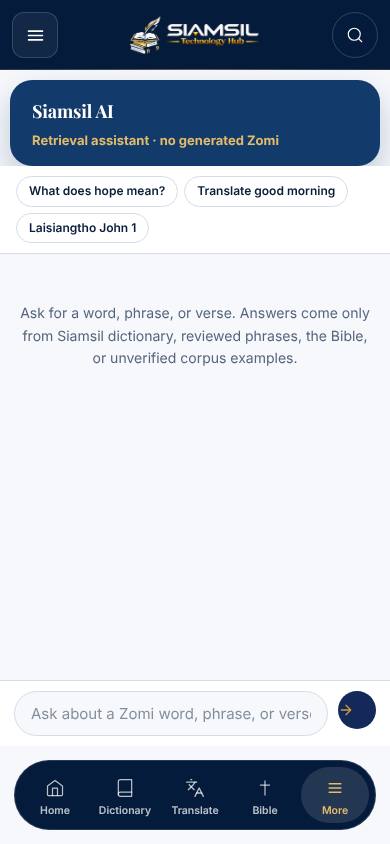 SIAMSIL
Technology Hub
Siamsil AI
Retrieval assistant · no generated Zomi
What does hope mean?
Translate good morning
Laisiangtho John 1
Ask for a word, phrase, or verse. Answers come only
from Siamsil dictionary, reviewed phrases, the Bible,
or unverified corpus examples.
Ask about a Zomi word, phrase, or vers
Home
Dictionary
Translate
Bible
More